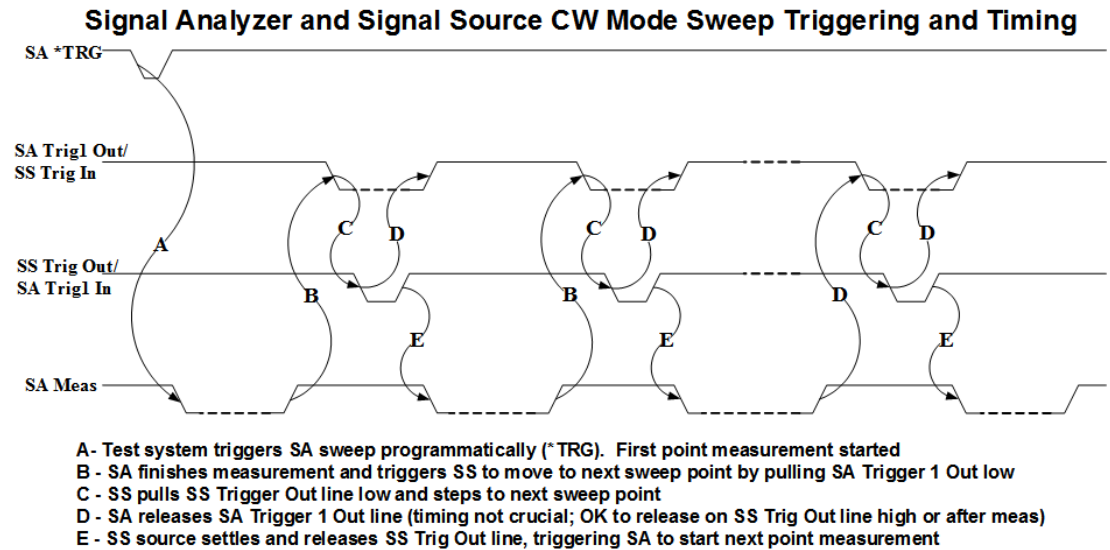 Signal Analyzer and Signal Source CW Mode Sweep Triggering and Timing
SA *TRG
SA Trig1 Out/
SS Trig In
C
D
C
D
C
D
A
SS Trig Out/
SA Trig1 In
B
B
D
E
E
E
SA Meas
A- Test system triggers SA sweep programmatically (*TRG).  First point measurement started
B - SA finishes measurement and triggers SS to move to next sweep point by pulling SA Trigger 1 Out low
C - SS pulls SS Trigger Out line low and steps to next sweep point
D - SA releases SA Trigger 1 Out line (timing not crucial; OK to release on SS Trig Out line high or after meas)
E - SS source settles and releases SS Trig Out line, triggering SA to start next point measurement